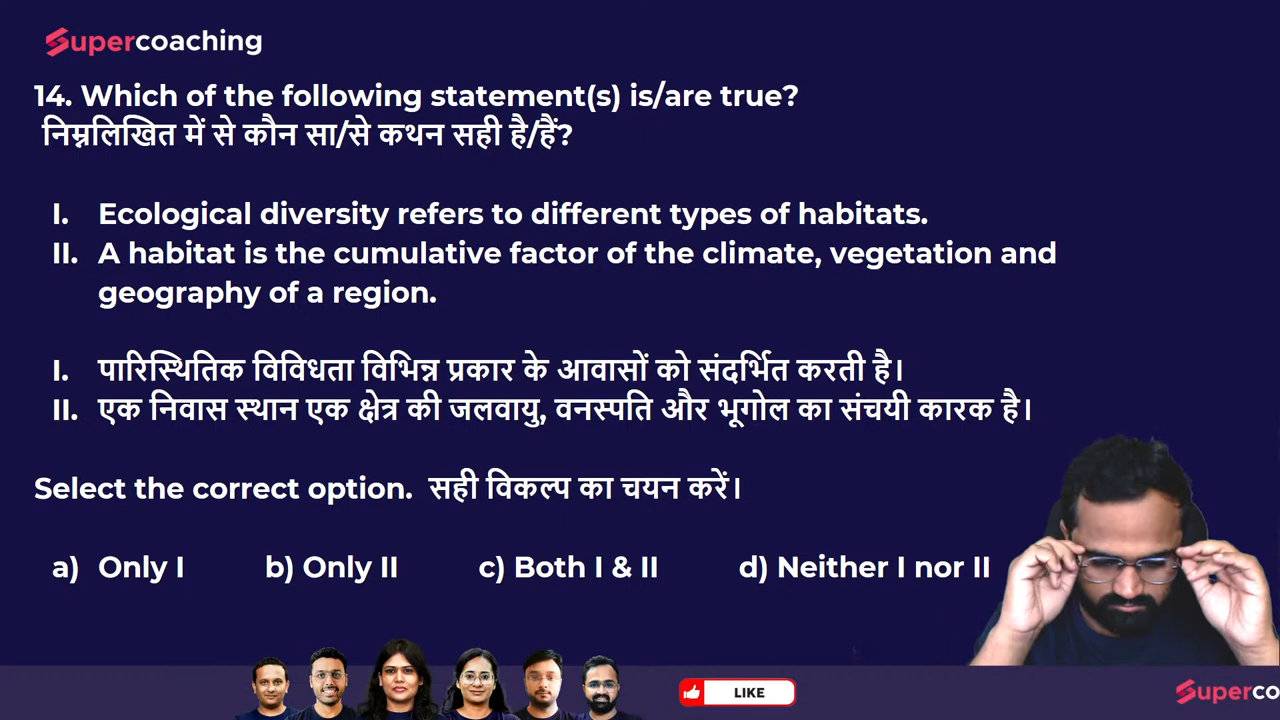 Supercoaching
14. Which of the following statement(s) is/are true?
निम्नलिखित में से कौन सा/से कथन सही है/हैं?
I. Ecological diversity refers to different types of habitats.
II. A habitat is the cumulative factor of the climate, vegetation and
geography of a region.
I. पारिस्थितिक विविधता विभिन्न प्रकार के आवासों को संदर्भित करती है।
II. एक निवास स्थान एक क्षेत्र की जलवायु, वनस्पति और भूगोल का संचयी कारक है।
Select the correct option. सही विकल्प का चयन करें।
a) Only I b) Only II c) Both I & II d) Neither I nor II
LIKE
Superco